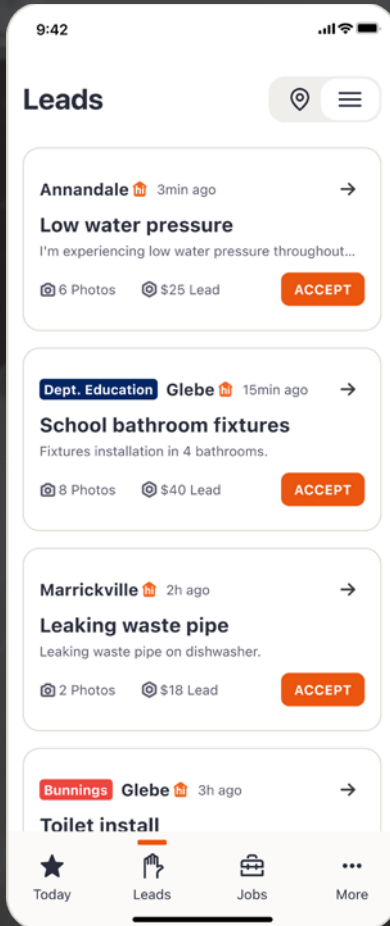 9:42
Leads
Annandale hi 3min ago
Low water pressure
I'm experiencing low water pressure throughout...
6 Photos $25 Lead ACCEPT
Dept. Education Glebe hi 15min ago
School bathroom fixtures
Fixtures installation in 4 bathrooms.
8 Photos $40 Lead ACCEPT
Marrickville hi 2h ago
Leaking waste pipe
Leaking waste pipe on dishwasher.
2 Photos $18 Lead ACCEPT
Bunnings Glebe hi 3h ago
Toilet install
Today Leads Jobs More